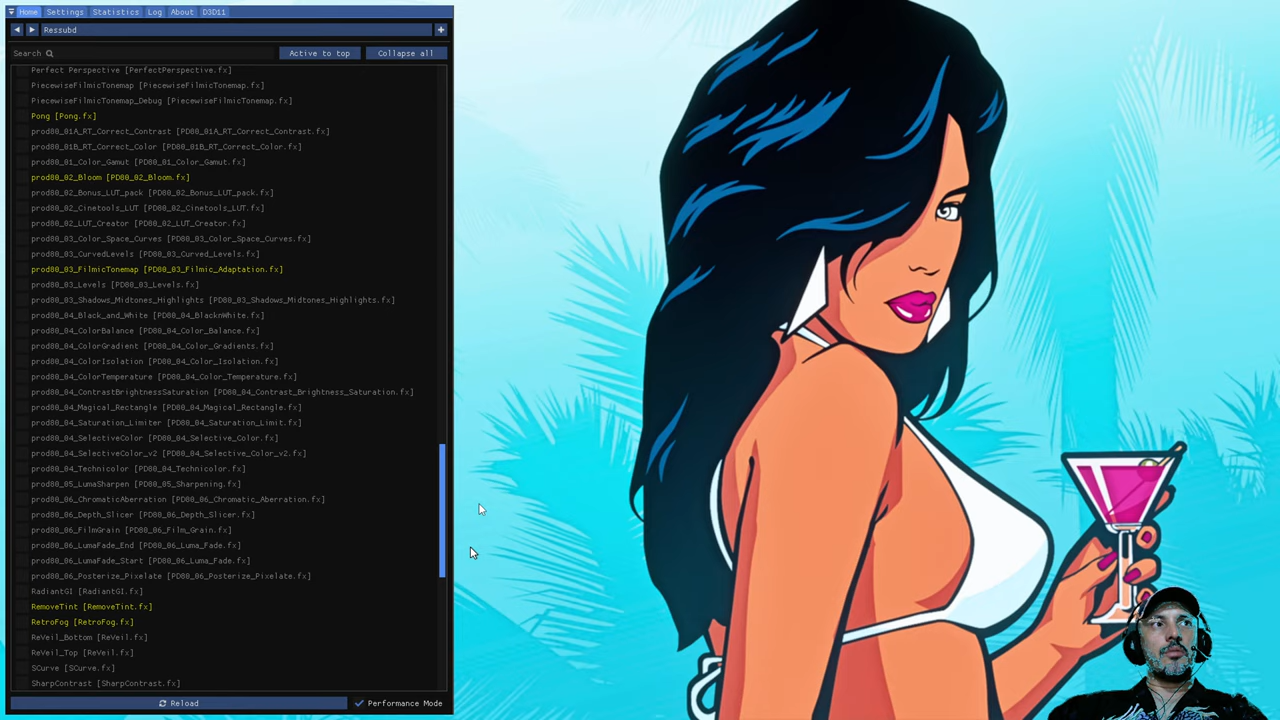 Home Settings Statistics Log About D3D11
Ressubd
+
Search Active to top Collapse all
Perfect Perspective [PerfectPerspective.fx]
PiecewiseFilmicTonemap [PiecewiseFilmicTonemap.fx]
PiecewiseFilmicTonemap_Debug [PiecewiseFilmicTonemap.fx]
Pong [Pong.fx]
prod80_01A_RT_Correct_Contrast [PD80_01A_RT_Correct_Contrast.fx]
prod80_01B_RT_Correct_Color [PD80_01B_RT_Correct_Color.fx]
prod80_01_Color_Gamut [PD80_01_Color_Gamut.fx]
prod80_02_Bloom [PD80_02_Bloom.fx]
prod80_02_Bonus_LUT_pack [PD80_02_Bonus_LUT_pack.fx]
prod80_02_Cinetools_LUT [PD80_02_Cinetools_LUT.fx]
prod80_02_LUT_Creator [PD80_02_LUT_Creator.fx]
prod80_03_Color_Space_Curves [PD80_03_Color_Space_Curves.fx]
prod80_03_CurvedLevels [PD80_03_Curved_Levels.fx]
prod80_03_FilmicTonemap [PD80_03_Filmic_Adaptation.fx]
prod80_03_Levels [PD80_03_Levels.fx]
prod80_03_Shadows_Midtones_Highlights [PD80_03_Shadows_Midtones_Highlights.fx]
prod80_04_Black_and_White [PD80_04_BlacknWhite.fx]
prod80_04_ColorBalance [PD80_04_Color_Balance.fx]
prod80_04_ColorGradient [PD80_04_Color_Gradients.fx]
prod80_04_ColorIsolation [PD80_04_Color_Isolation.fx]
prod80_04_ColorTemperature [PD80_04_Color_Temperature.fx]
prod80_04_ContrastBrightnessSaturation [PD80_04_Contrast_Brightness_Saturation.fx]
prod80_04_Magical_Rectangle [PD80_04_Magical_Rectangle.fx]
prod80_04_Saturation_Limiter [PD80_04_Saturation_Limit.fx]
prod80_04_SelectiveColor [PD80_04_Selective_Color.fx]
prod80_04_SelectiveColor_v2 [PD80_04_Selective_Color_v2.fx]
prod80_04_Technicolor [PD80_04_Technicolor.fx]
prod80_05_LumaSharpen [PD80_05_Sharpening.fx]
prod80_06_ChromaticAberration [PD80_06_Chromatic_Aberration.fx]
prod80_06_Depth_Slicer [PD80_06_Depth_Slicer.fx]
prod80_06_FilmGrain [PD80_06_Film_Grain.fx]
prod80_06_LumaFade_End [PD80_06_Luma_Fade.fx]
prod80_06_LumaFade_Start [PD80_06_Luma_Fade.fx]
prod80_06_Posterize_Pixelate [PD80_06_Posterize_Pixelate.fx]
RadiantGI [RadiantGI.fx]
RemoveTint [RemoveTint.fx]
RetroFog [RetroFog.fx]
ReVeil_Bottom [ReVeil.fx]
ReVeil_Top [ReVeil.fx]
SCurve [SCurve.fx]
SharpContrast [SharpContrast.fx]
Reload Performance Mode